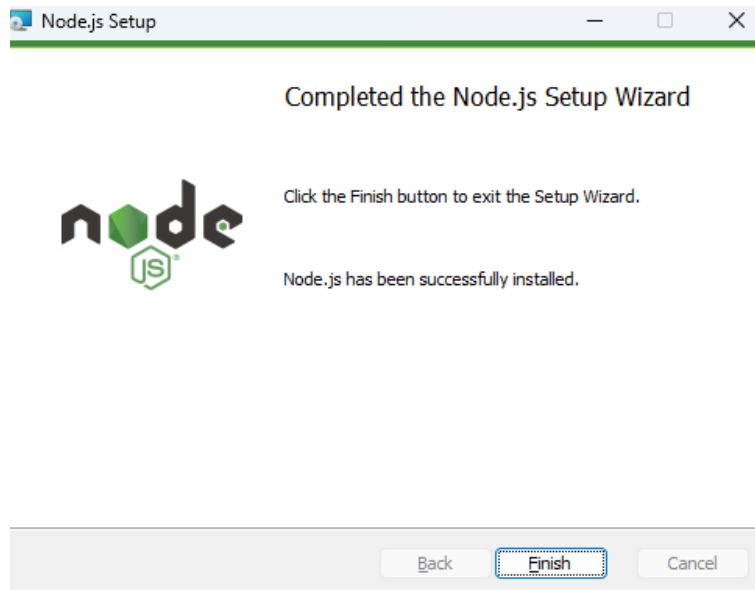 Node.js Setup
Completed the Node.js Setup Wizard
node
JS
®
Click the Finish button to exit the Setup Wizard.
Node.js has been successfully installed.
Back
Finish
Cancel